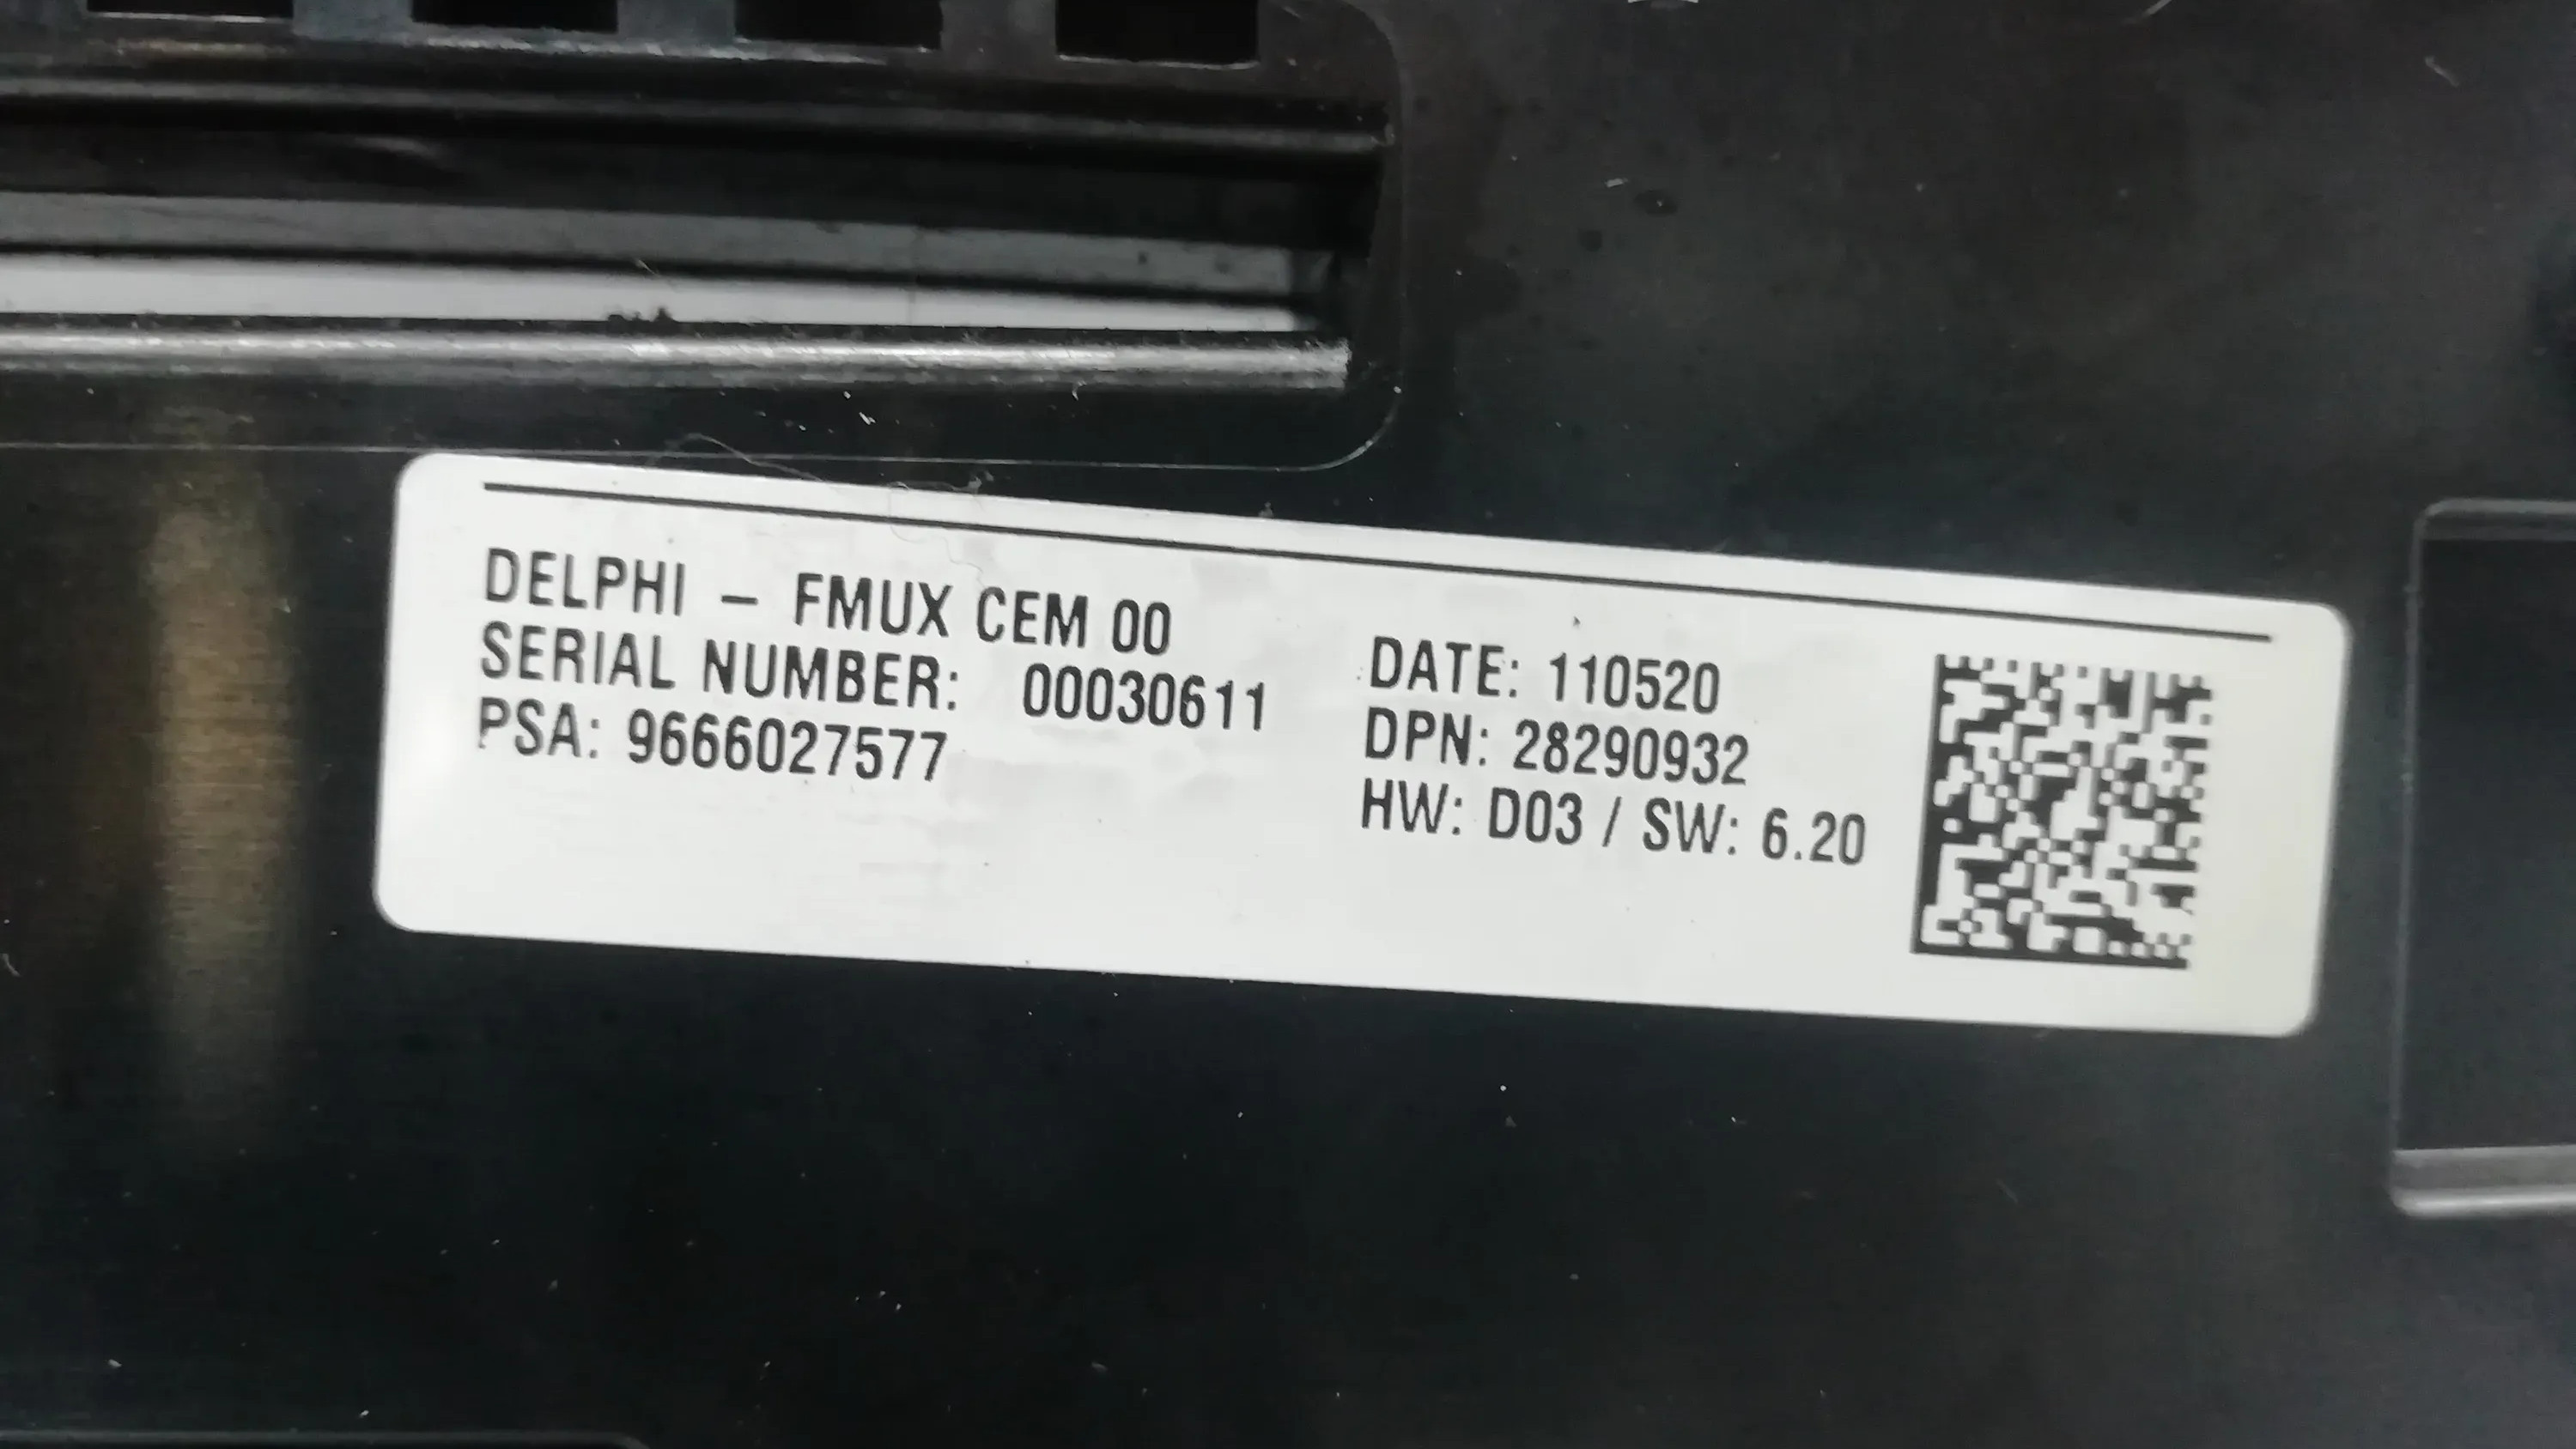 DELPHI – FMUX CEM 00
SERIAL NUMBER: 00030611
PSA: 9666027577
DATE: 110520
DPN: 28290932
HW: D03 / SW: 6.20